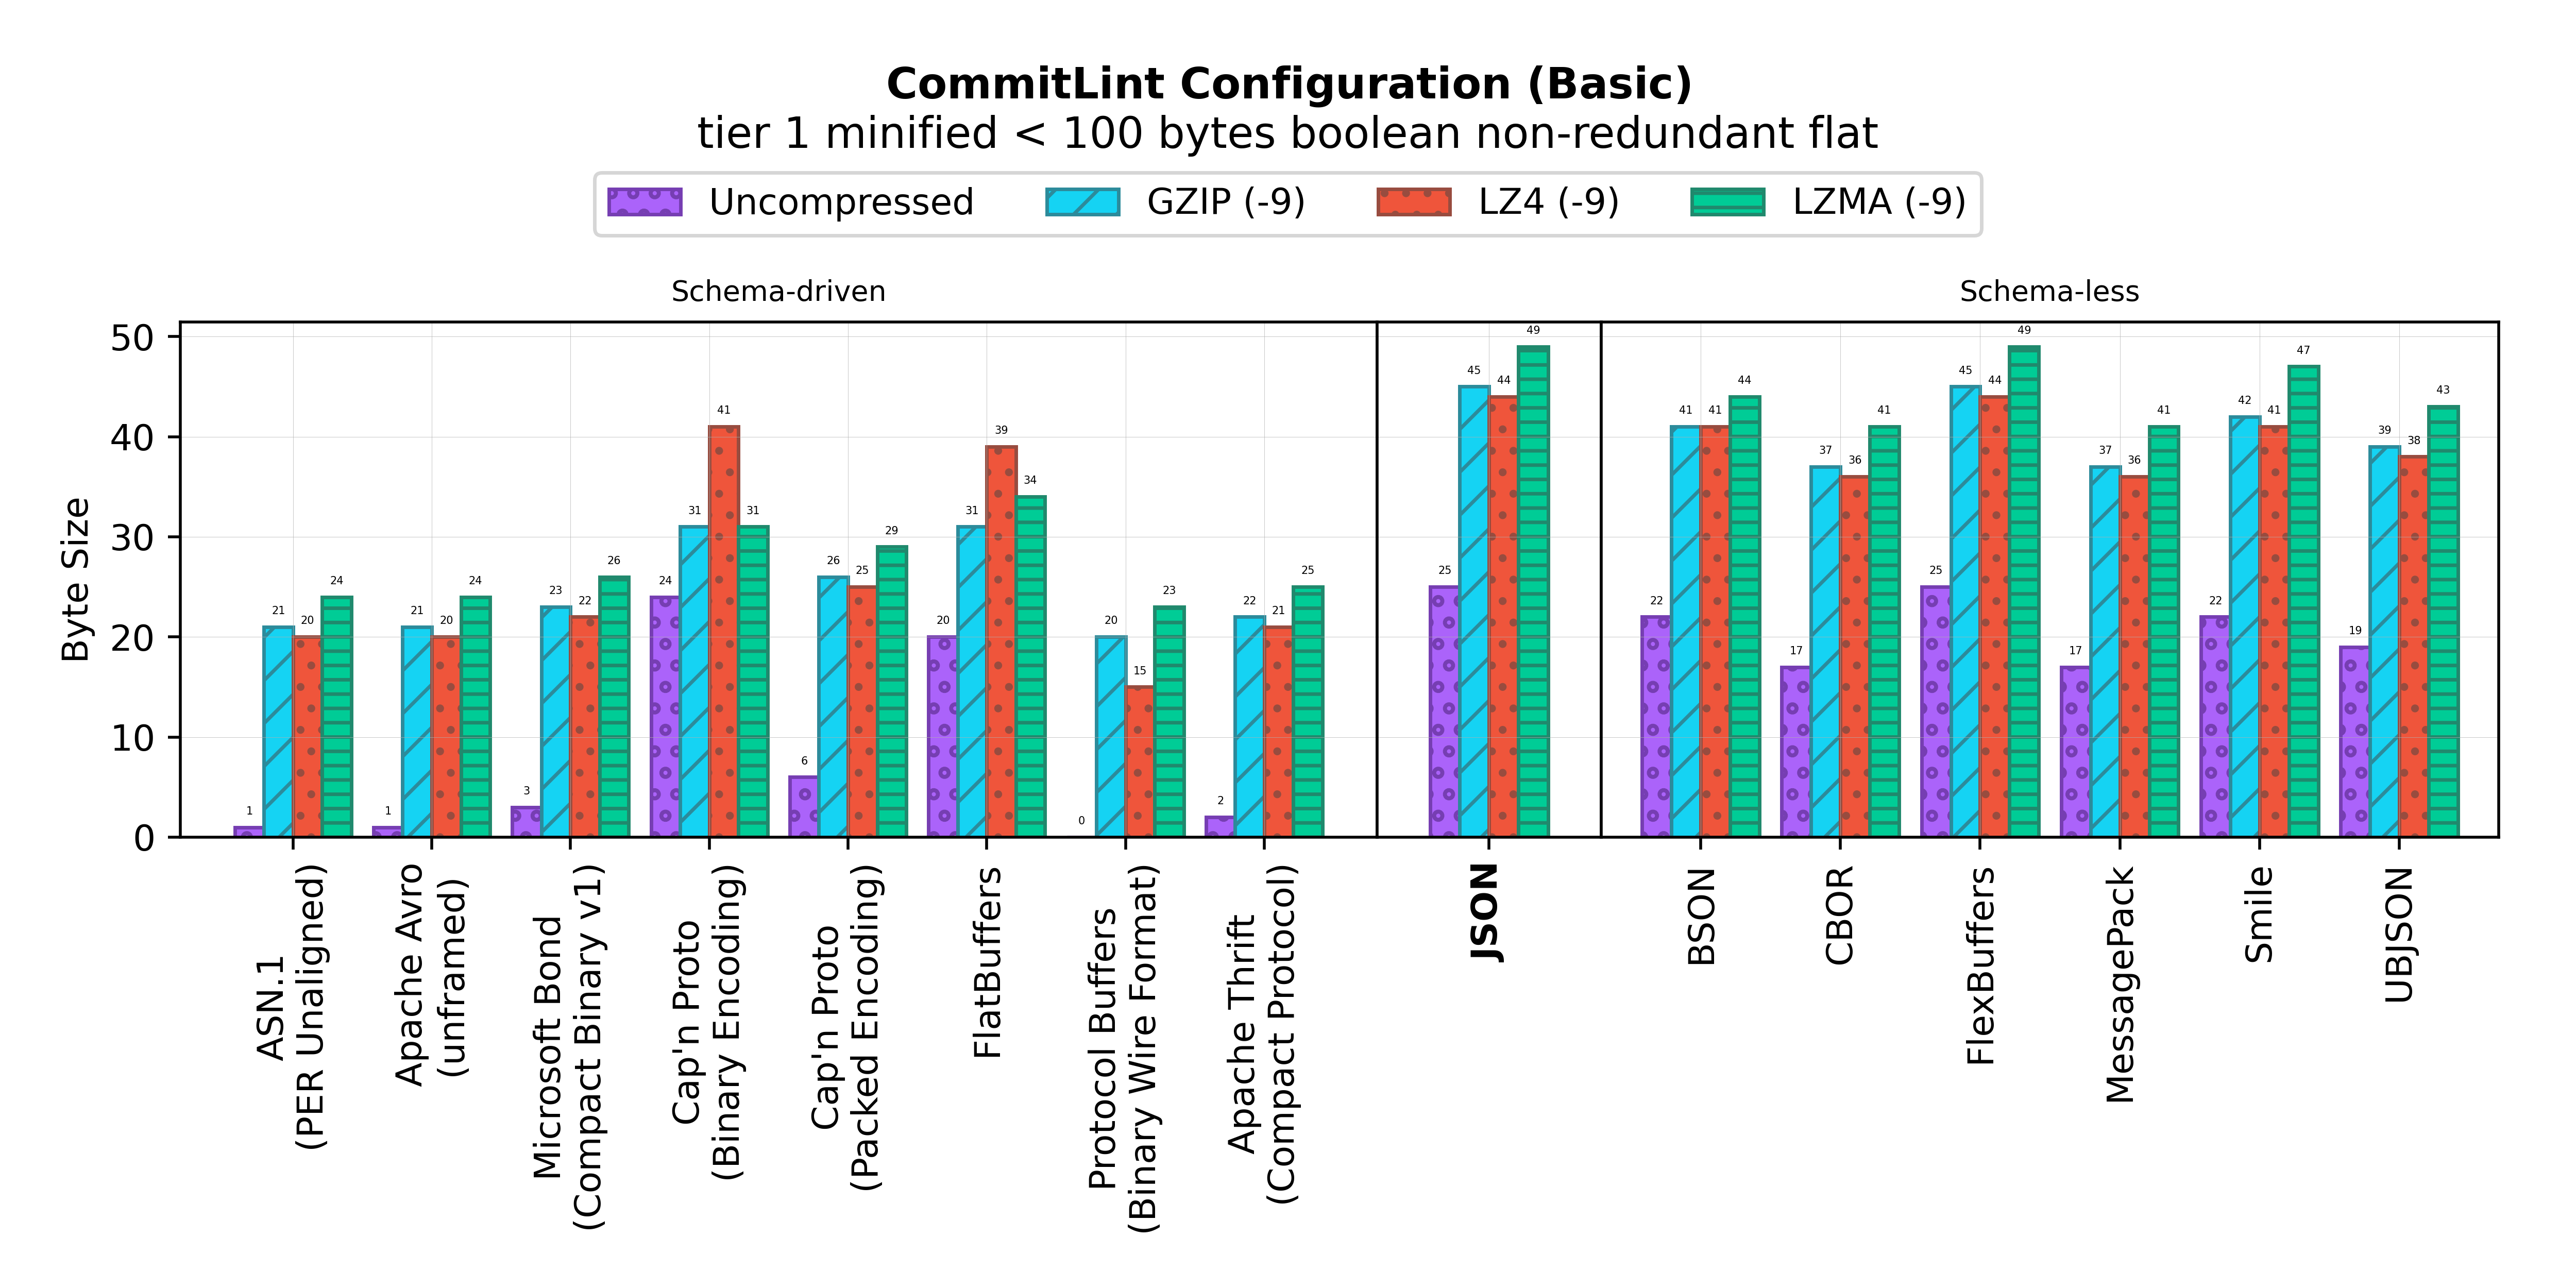 CommitLint Configuration (Basic)
tier 1 minified < 100 bytes boolean non-redundant flat
Uncompressed GZIP (-9) LZ4 (-9) LZMA (-9)
Schema-driven Schema-less
Byte Size
50
40
30
20
10
0
1 21 20 24
1 21 20 24
3 23 22 26
24 31 41 31
6 26 25 29
20 31 39 34
0 20 15 23
2 22 21 25
25 45 44 49
22 41 41 44
17 37 36 41
25 45 44 49
17 37 36 41
22 42 41 47
19 39 38 43
ASN.1
(PER Unaligned)
Apache Avro
(unframed)
Microsoft Bond
(Compact Binary v1)
Cap'n Proto
(Binary Encoding)
Cap'n Proto
(Packed Encoding)
FlatBuffers
Protocol Buffers
(Binary Wire Format)
Apache Thrift
(Compact Protocol)
JSON
BSON
CBOR
FlexBuffers
MessagePack
Smile
UBJSON